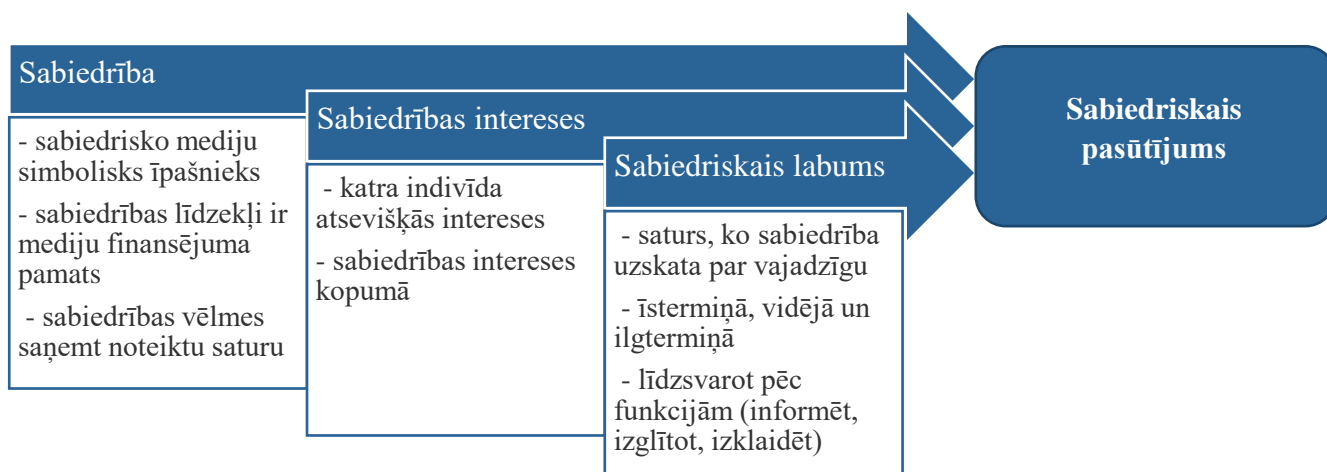 Sabiedrība
- sabiedrisko mediju
simbolisks īpašnieks
- sabiedrības līdzekļi ir
mediju finansējuma
pamats
- sabiedrības vēlmes
saņemt noteiktu saturu
Sabiedrības intereses
- katra indivīda
atsevišķās intereses
- sabiedrības intereses
kopumā
Sabiedriskais labums
- saturs, ko sabiedrība
uzskata par vajadzīgu
- īstermiņā, vidējā un
ilgtermiņā
- līdzsvarot pēc
funkcijām (informēt,
izglītot, izklaidēt)
Sabiedriskais
pasūtījums